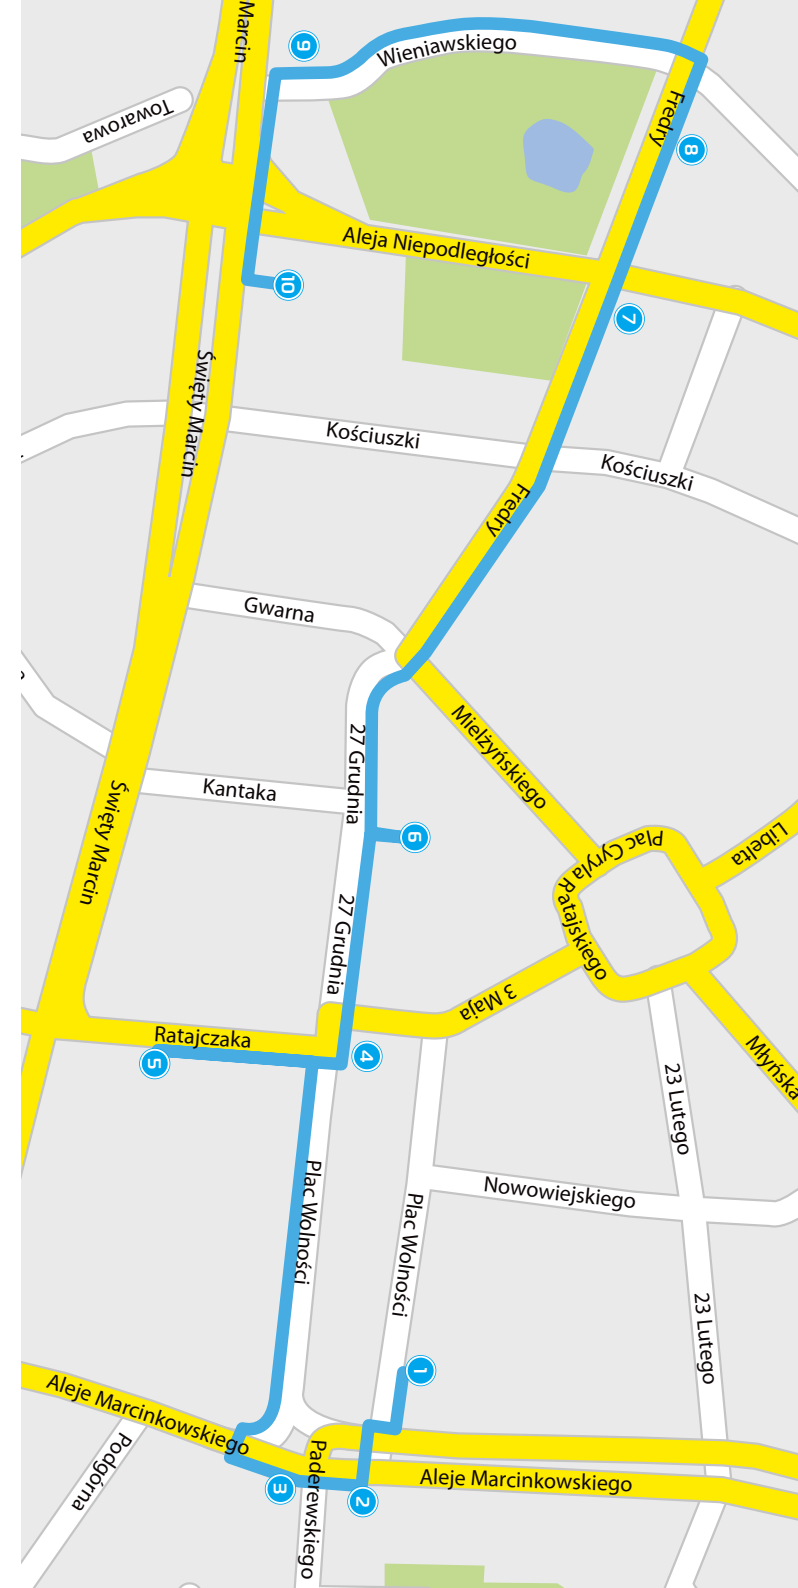 Marcin
9
Wieniawskiego
Towarowa
Fredry
8
Aleja Niepodległości
10
7
Święty Marcin
Kościuszki
Kościuszki
Fredry
Gwarna
Mielżyńskiego
27 Grudnia
Kantaka
Święty Marcin
6
Libelta
Plac Cyryla Ratajskiego
27 Grudnia
3 Maja
Ratajczaka
4
5
Młyńska
23 Lutego
Plac Wolności
Nowowiejskiego
Plac Wolności
23 Lutego
1
Aleje Marcinkowskiego
Podgórna
Paderewskiego
Aleje Marcinkowskiego
3
2